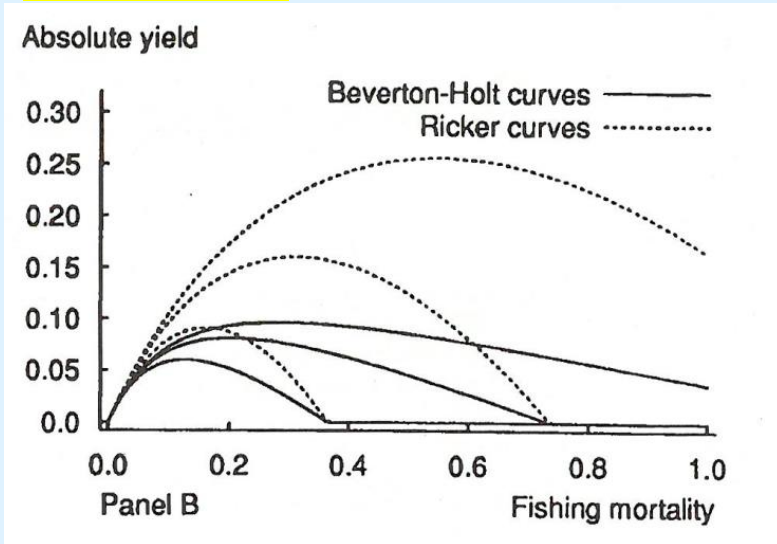 Absolute yield
Beverton-Holt curves
Ricker curves
0.30
0.25
0.20
0.15
0.10
0.05
0.0
0.0 0.2 0.4 0.6 0.8 1.0
Panel B Fishing mortality